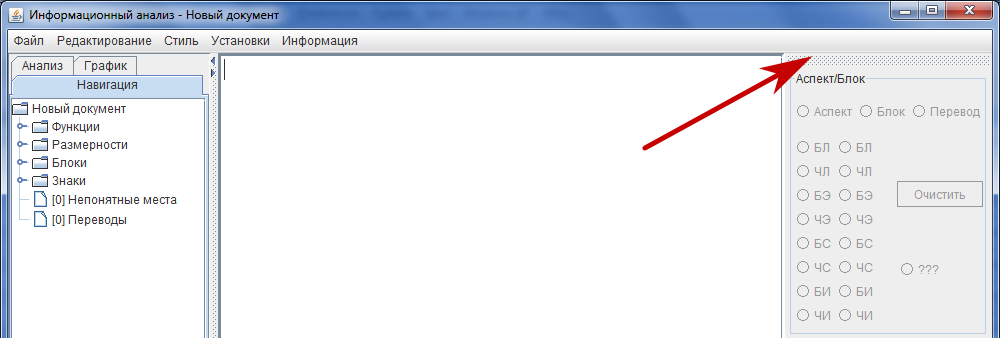 Информационный анализ - Новый документ
Файл Редактирование Стиль Установки Информация
Анализ График
Навигация
Новый документ
Функции
Размерности
Блоки
Знаки
[0] Непонятные места
[0] Переводы
Аспект/Блок
Аспект Блок Перевод
БЛ БЛ
ЧЛ ЧЛ
БЭ БЭ Очистить
ЧЭ ЧЭ
БС БС
ЧС ЧС ???
БИ БИ
ЧИ ЧИ